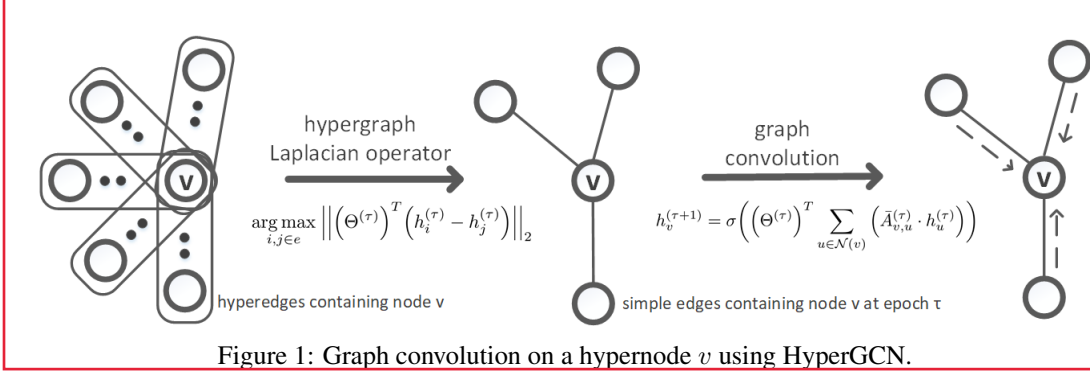 hypergraph
Laplacian operator
v
arg max_{i,j∈e} ||(Θ^{(τ)})^T (h_i^{(τ)} − h_j^{(τ)})||_2
hyperedges containing node v
v
graph
convolution
h_v^{(τ+1)} = σ((Θ^{(τ)})^T ∑_{u∈N(v)} (Ā_{v,u}^{(τ)} · h_u^{(τ)}))
simple edges containing node v at epoch τ
v
Figure 1: Graph convolution on a hypernode v using HyperGCN.